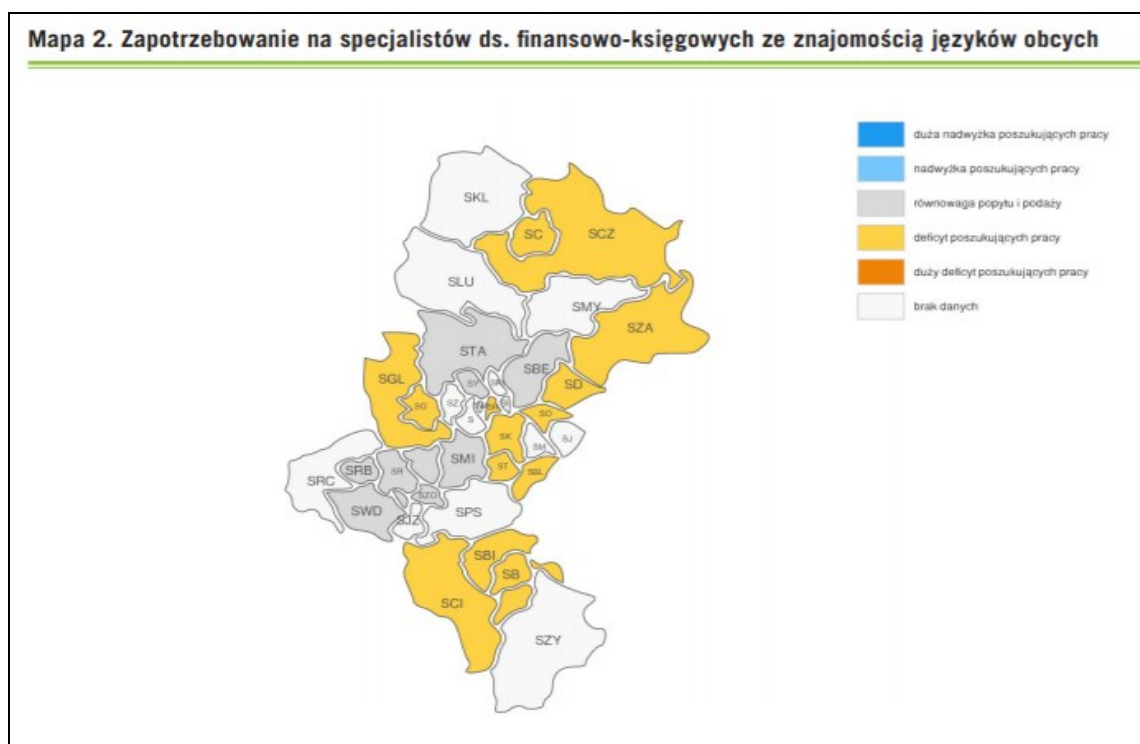 Mapa 2. Zapotrzebowanie na specjalistów ds. finansowo-księgowych ze znajomością języków obcych
duża nadwyżka poszukujących pracy
nadwyżka poszukujących pracy
równowaga popytu i podaży
deficyt poszukujących pracy
duży deficyt poszukujących pracy
brak danych
SKL
SC
SCZ
SLU
SMY
SZA
STA
SBE
SGL
SD
SY
SG
SZ
S
SO
SK
SM
SJ
SRC
SRB
SR
SMI
ST
SBL
SZO
SWD
SJZ
SPS
SBI
SB
SCI
SZY